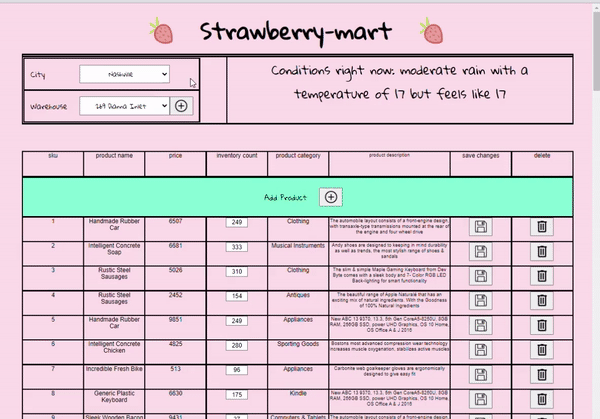 Strawberry-mart
City
Nashville
Conditions right now: moderate rain with a
temperature of 17 but feels like 17
Warehouse
269 Dianna Inlet
sku product name price inventory count product category product description save changes delete
Add Product
1 Handmade Rubber Car 6507 249 Clothing The automobile layout consists of a front-engine design, with transaxle-type transmissions mounted at the rear of the engine and four wheel drive
2 Intelligent Concrete Soap 6681 333 Musical Instruments Andy shoes are designed to keeping in mind durability as well as trends, the most stylish range of shoes & sandals
3 Rustic Steel Sausages 5026 310 Clothing The slim & simple Maple Gaming Keyboard from Dev Byte comes with a sleek body and 7- Color RGB LED Back-lighting for smart functionality
4 Rustic Steel Sausages 2452 154 Antiques The beautiful range of Apple Naturalé that has an exciting mix of natural ingredients. With the Goodness of 100% Natural Ingredients
5 Handmade Rubber Car 9851 249 Appliances New ABC 13 9370, 13.3, 5th Gen CoreA5-8250U, 8GB RAM, 256GB SSD, power UHD Graphics, OS 10 Home, OS Office A & J 2016
6 Intelligent Concrete Chicken 4825 280 Sporting Goods Bostons most advanced compression wear technology increases muscle oxygenation, stabilizes active muscles
7 Incredible Fresh Bike 513 96 Appliances Carbonite web goalkeeper gloves are ergonomically designed to give easy fit
8 Generic Plastic Keyboard 6630 175 Kindle New ABC 13 9370, 13.3, 5th Gen CoreA5-8250U, 8GB RAM, 256GB SSD, power UHD Graphics, OS 10 Home, OS Office A & J 2016
9 Sleek Wooden Bacon 9431 Computers & Tablets